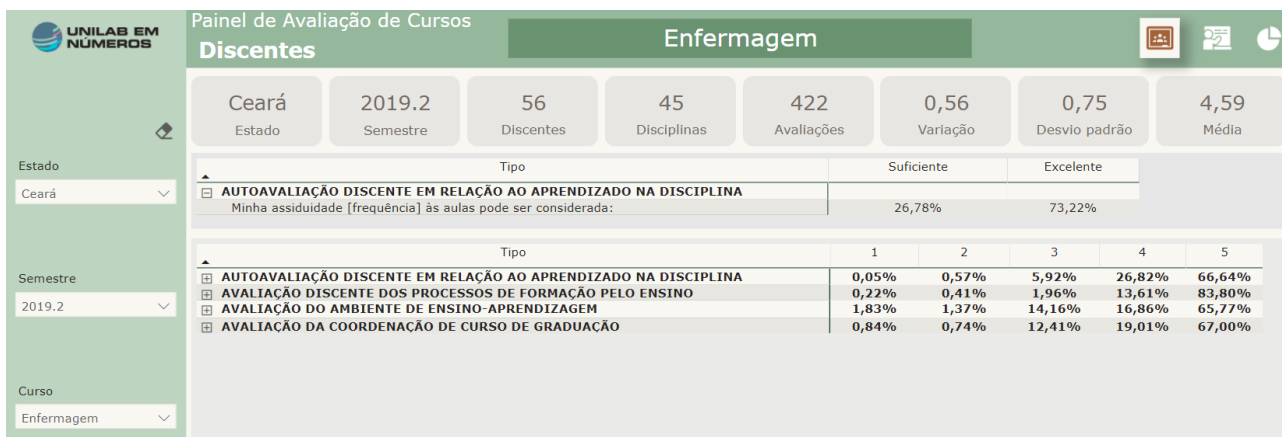 UNILAB EM
NÚMEROS
Painel de Avaliação de Cursos
Discentes
Enfermagem
Ceará 2019.2 56 45 422 0,56 0,75 4,59
Estado Semestre Discentes Disciplinas Avaliações Variação Desvio padrão Média
Estado
Ceará
Semestre
2019.2
Curso
Enfermagem
Tipo Suficiente Excelente
AUTOAVALIAÇÃO DISCENTE EM RELAÇÃO AO APRENDIZADO NA DISCIPLINA
Minha assiduidade [frequência] às aulas pode ser considerada: 26,78% 73,22%
Tipo 1 2 3 4 5
AUTOAVALIAÇÃO DISCENTE EM RELAÇÃO AO APRENDIZADO NA DISCIPLINA 0,05% 0,57% 5,92% 26,82% 66,64%
AVALIAÇÃO DISCENTE DOS PROCESSOS DE FORMAÇÃO PELO ENSINO 0,22% 0,41% 1,96% 13,61% 83,80%
AVALIAÇÃO DO AMBIENTE DE ENSINO-APRENDIZAGEM 1,83% 1,37% 14,16% 16,86% 65,77%
AVALIAÇÃO DA COORDENAÇÃO DE CURSO DE GRADUAÇÃO 0,84% 0,74% 12,41% 19,01% 67,00%